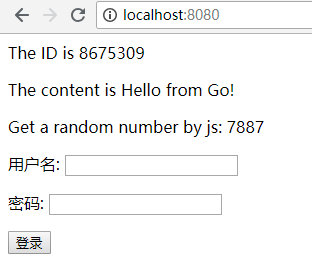 localhost:8080
The ID is 8675309
The content is Hello from Go!
Get a random number by js: 7887
用户名:
密码:
登录